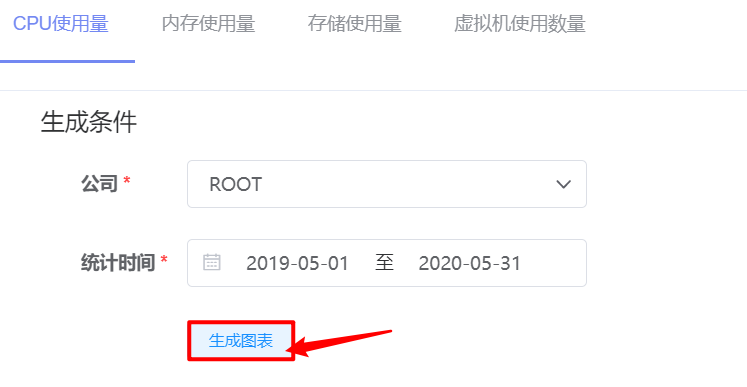 CPU使用量 内存使用量 存储使用量 虚拟机使用数量
生成条件
公司 * ROOT
统计时间 * 2019-05-01 至 2020-05-31
生成图表